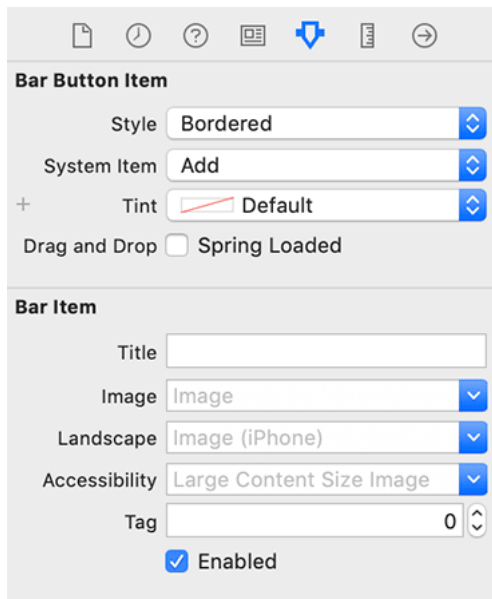 Bar Button Item
Style Bordered
System Item Add
+ Tint Default
Drag and Drop Spring Loaded
Bar Item
Title
Image Image
Landscape Image (iPhone)
Accessibility Large Content Size Image
Tag 0
Enabled